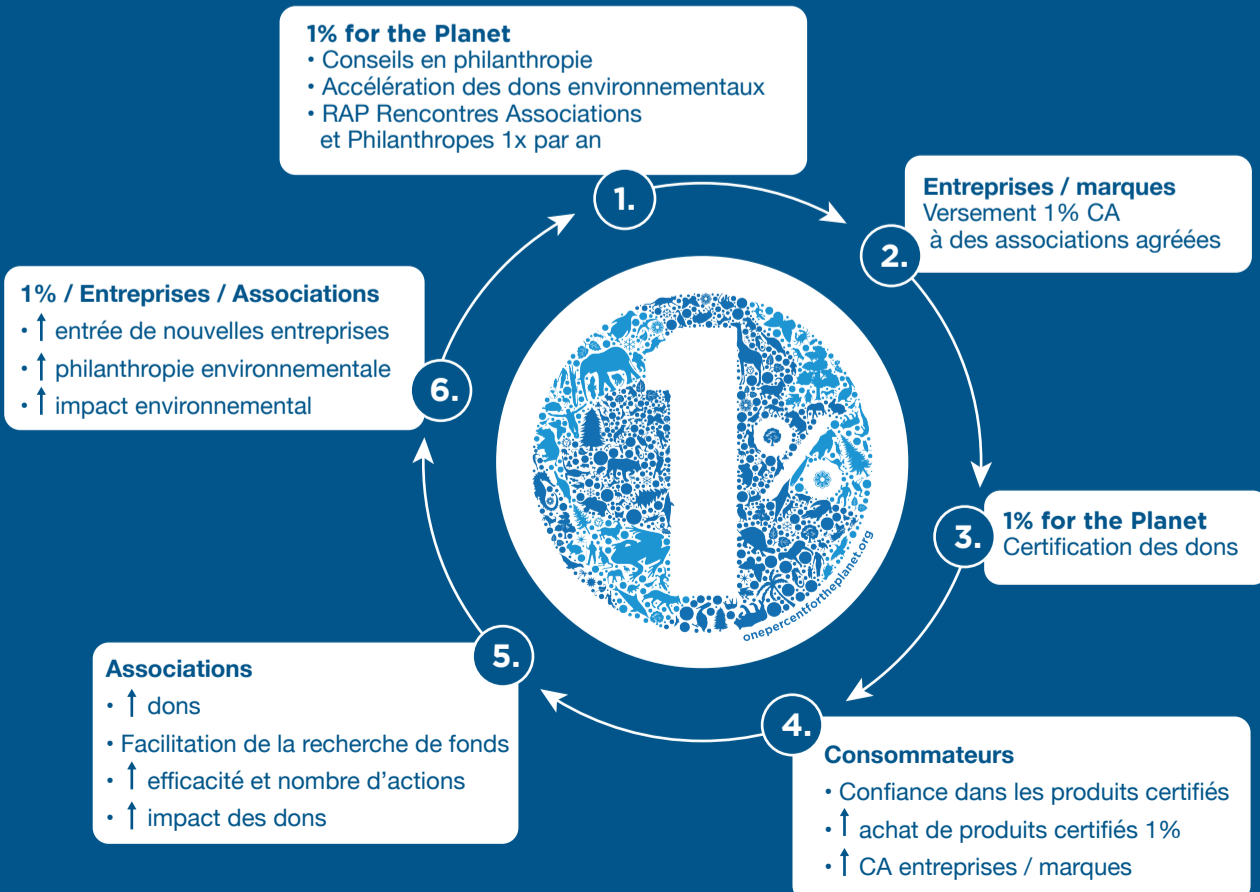 1% for the Planet
• Conseils en philanthropie
• Accélération des dons environnementaux
• RAP Rencontres Associations
et Philanthropes 1x par an
1.
Entreprises / marques
Versement 1% CA
à des associations agréées
2.
1% for the Planet
Certification des dons
3.
Consommateurs
• Confiance dans les produits certifiés
• ↑ achat de produits certifiés 1%
• ↑ CA entreprises / marques
4.
Associations
• ↑ dons
• Facilitation de la recherche de fonds
• ↑ efficacité et nombre d’actions
• ↑ impact des dons
5.
1% / Entreprises / Associations
• ↑ entrée de nouvelles entreprises
• ↑ philanthropie environnementale
• ↑ impact environnemental
6.
1%
onepercentfortheplanet.org